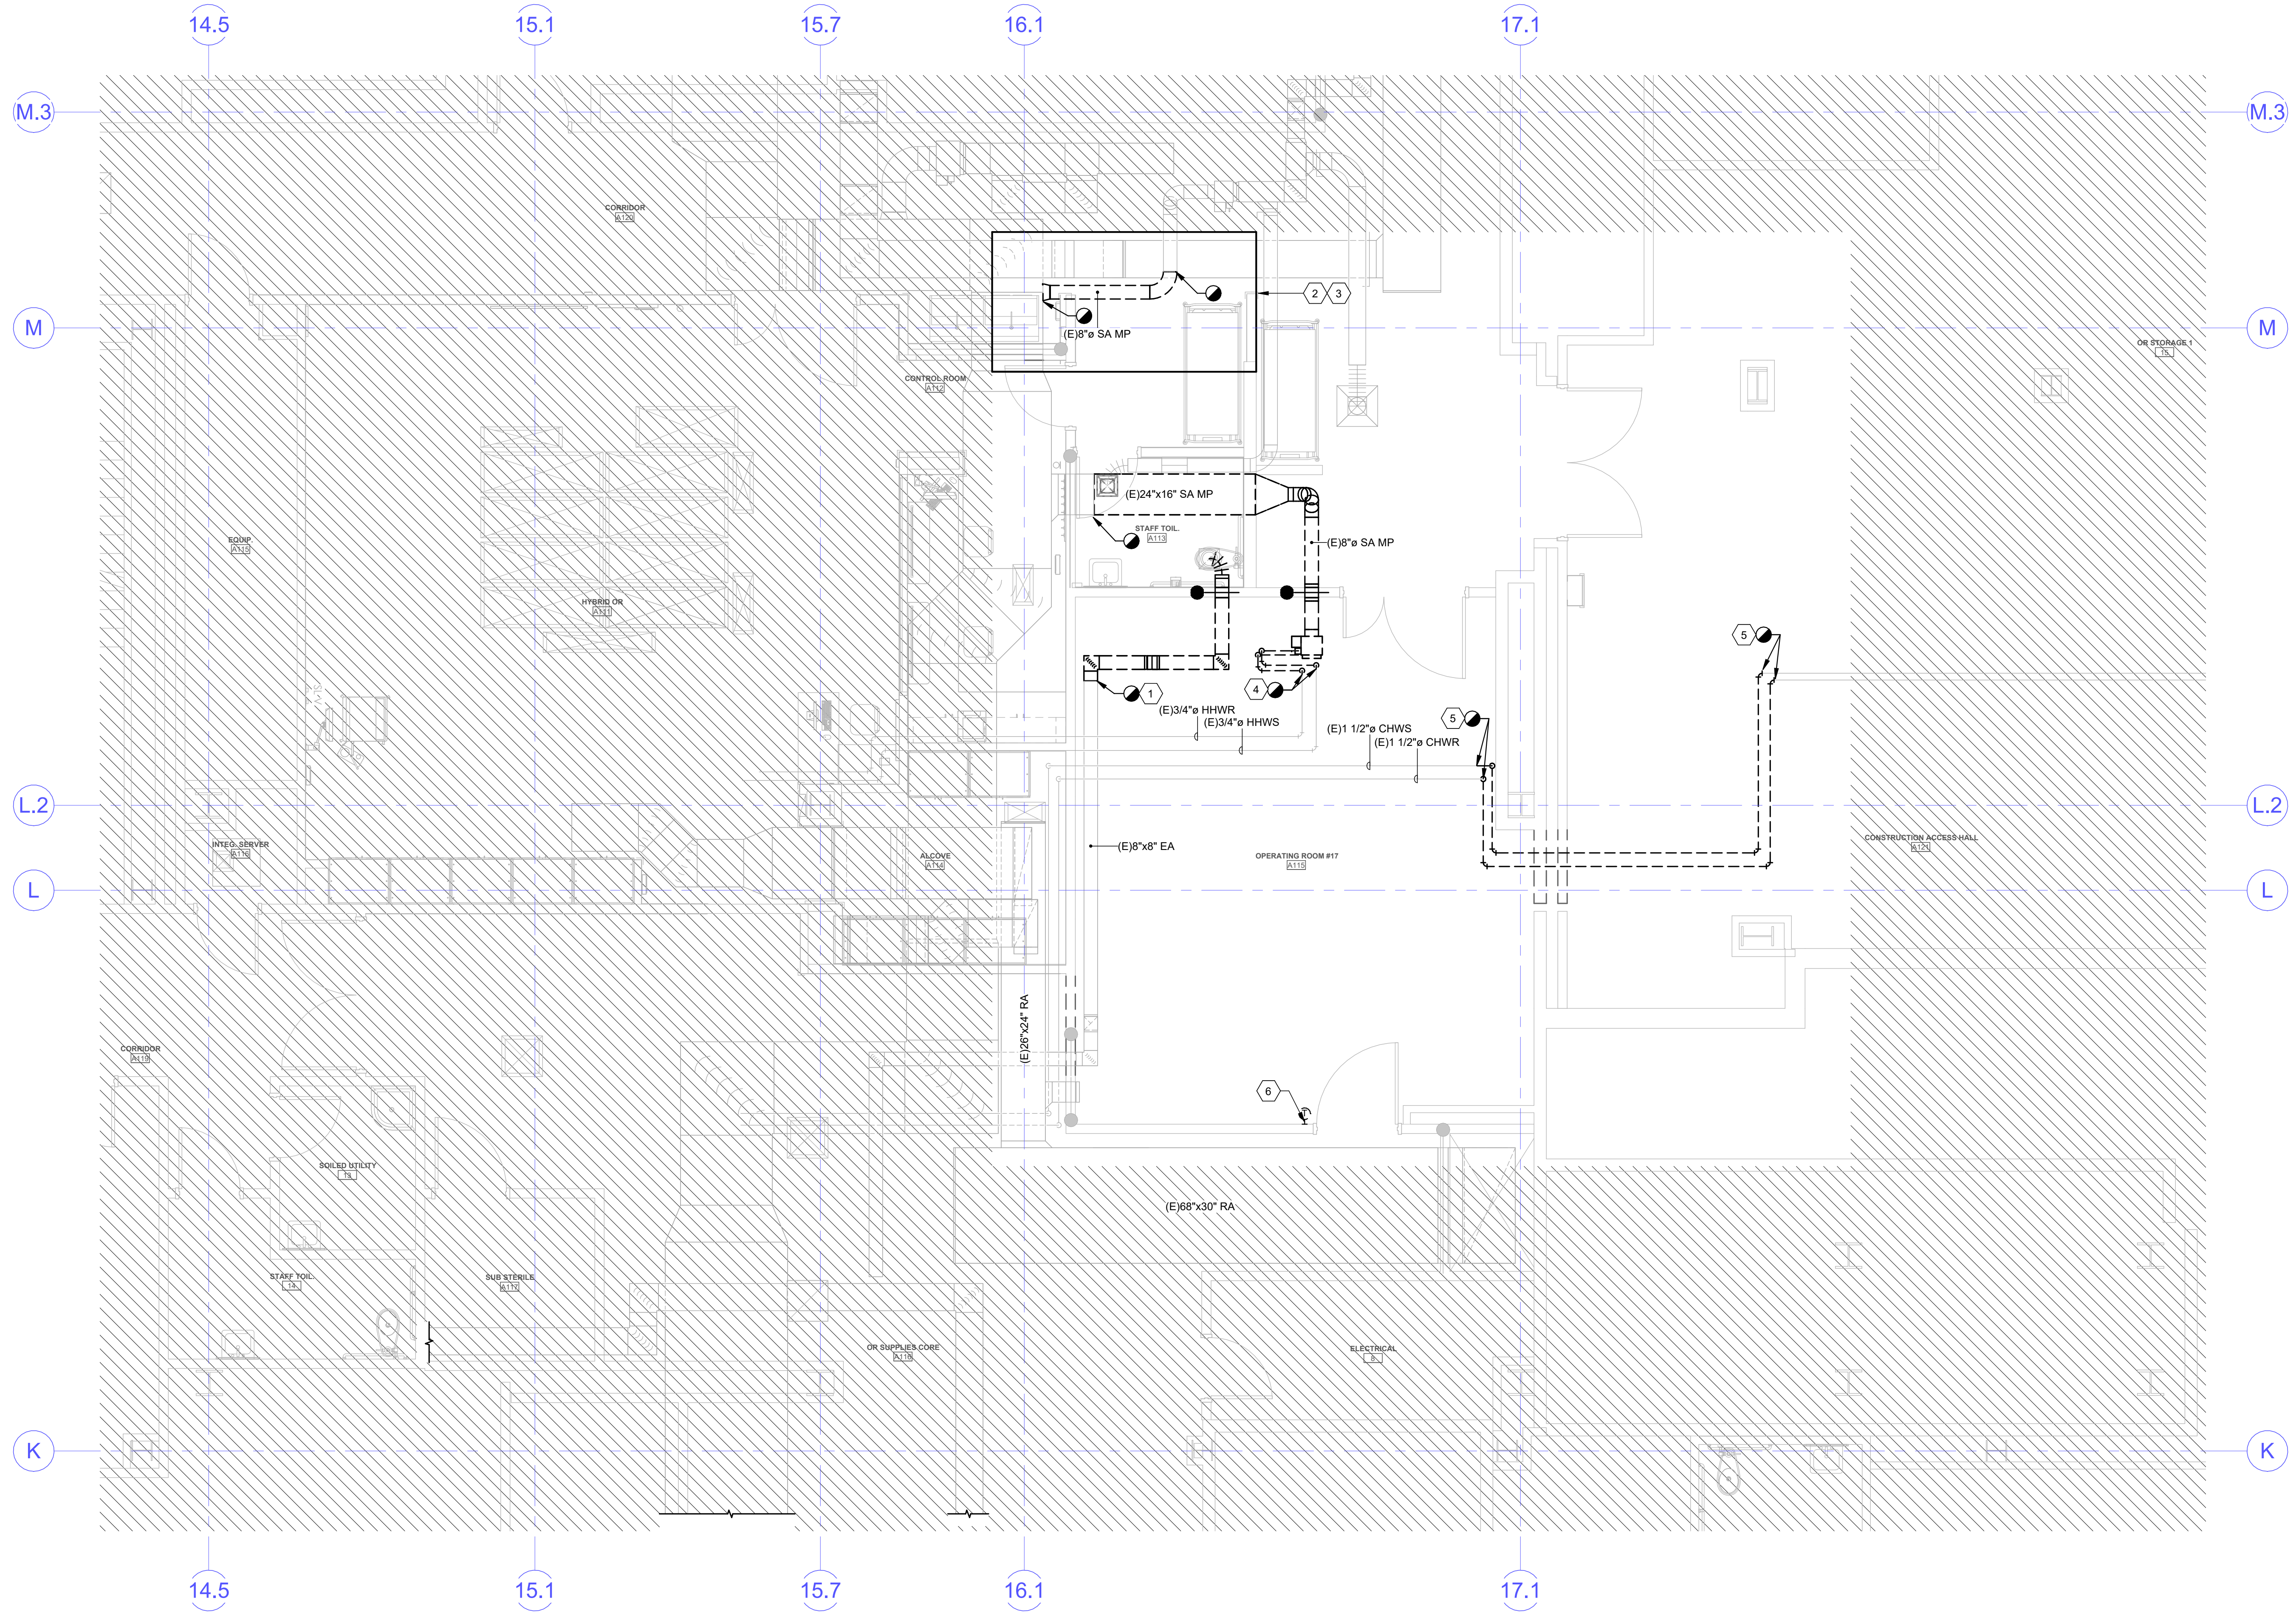 14.5
15.1
15.7
16.1
17.1
M.3
M.3
CORRIDOR
A120
2
3
M
(E)8"ø SA MP
M
OR STORAGE 1
15.
CONTROL ROOM
A112
(E)24"x16" SA MP
STAFF TOIL.
A113
EQUIP.
A115
(E)8"ø SA MP
HYBRID OR
A111
5
4
1
(E)3/4"ø HHWR
(E)3/4"ø HHWS
5
(E)1 1/2"ø CHWS
(E)1 1/2"ø CHWR
L.2
L.2
INTEG. SERVER
A116
CONSTRUCTION ACCESS HALL
A121
(E)8"x8" EA
ALCOVE
A114
OPERATING ROOM #17
A115
L
L
(E)26"x24" RA
CORRIDOR
A119
6
T
SOILED UTILITY
13.
(E)68"x30" RA
STAFF TOIL.
14.
SUB STERILE
A117
OR SUPPLIES CORE
A118
ELECTRICAL
K
K
14.5
15.1
15.7
16.1
17.1